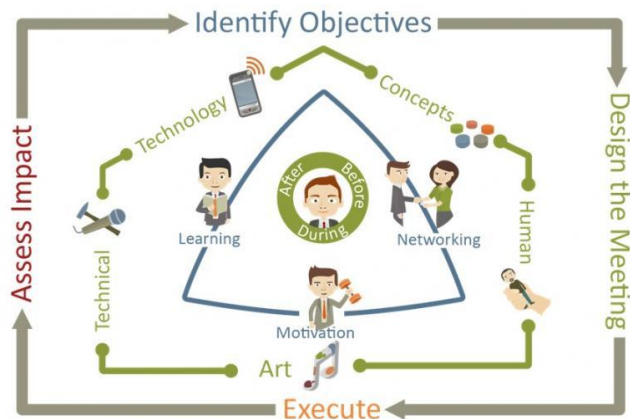 Identify Objectives
Design the Meeting
Execute
Assess Impact
Technology
Concepts
Human
Art
Technical
Learning
Networking
Motivation
Before
During
After